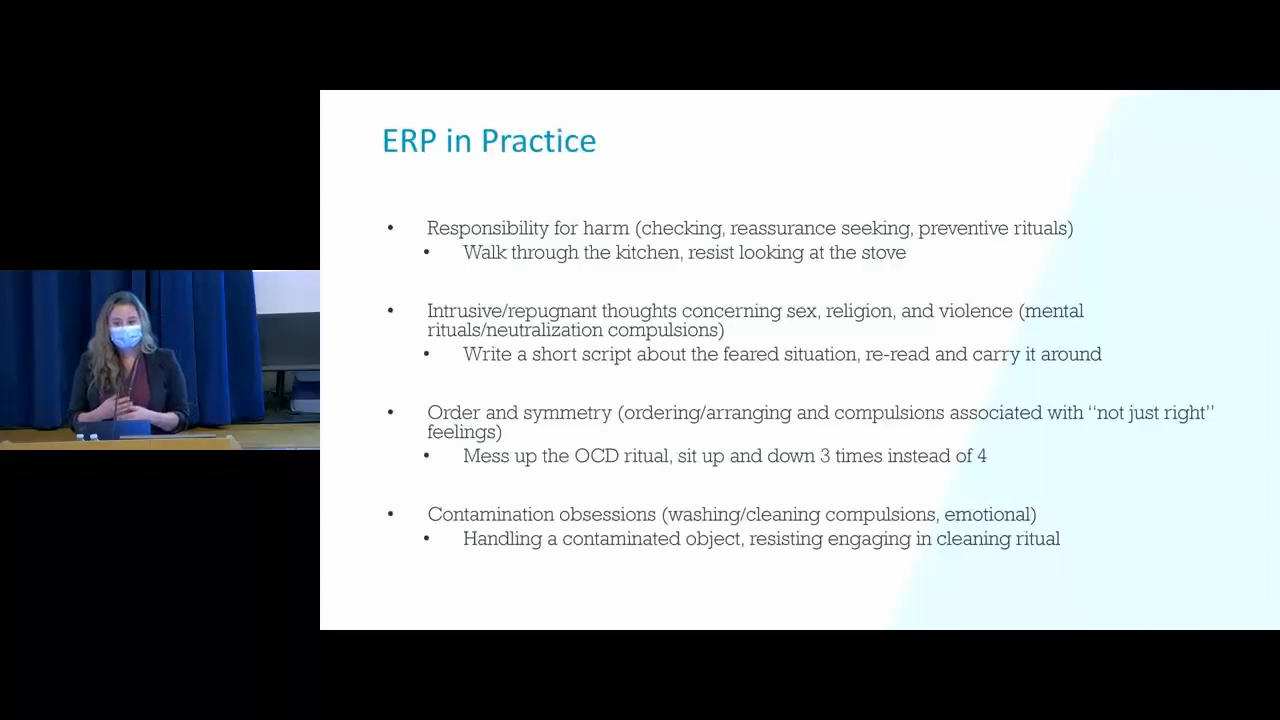 ERP in Practice
• Responsibility for harm (checking, reassurance seeking, preventive rituals)
• Walk through the kitchen, resist looking at the stove
• Intrusive/repugnant thoughts concerning sex, religion, and violence (mental
rituals/neutralization compulsions)
• Write a short script about the feared situation, re-read and carry it around
• Order and symmetry (ordering/arranging and compulsions associated with “not just right”
feelings)
• Mess up the OCD ritual, sit up and down 3 times instead of 4
• Contamination obsessions (washing/cleaning compulsions, emotional)
• Handling a contaminated object, resisting engaging in cleaning ritual